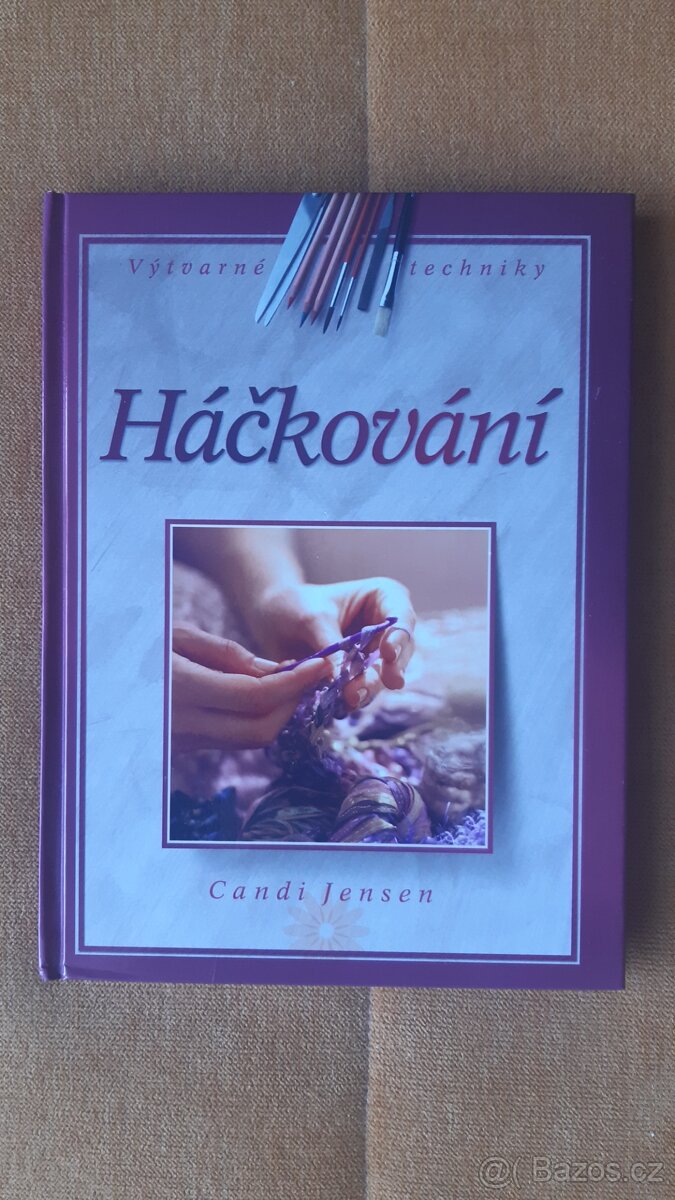 Výtvarné techniky
Háčkování
Candi Jensen
@( Bazos.cz